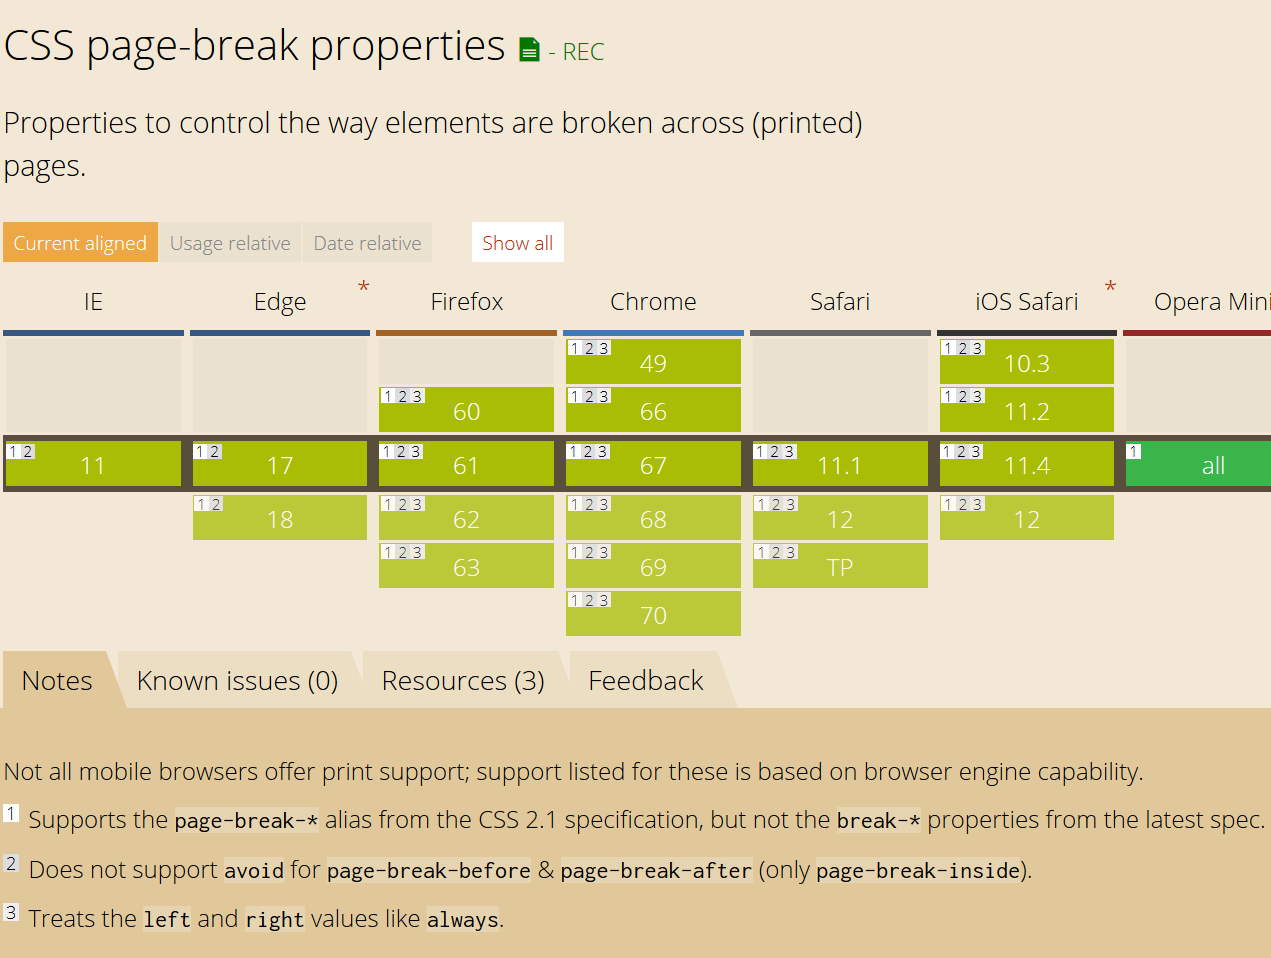 CSS page-break properties - REC
Properties to control the way elements are broken across (printed)
pages.
Current aligned Usage relative Date relative Show all
IE Edge * Firefox Chrome Safari iOS Safari * Opera Mini
1 2 3 49 1 2 3 10.3
1 2 3 60 1 2 3 66 1 2 3 11.2
1 2 11 1 2 17 1 2 3 61 1 2 3 67 1 2 3 11.1 1 2 3 11.4 1 all
1 2 18 1 2 3 62 1 2 3 68 1 2 3 12 1 2 3 12
1 2 3 63 1 2 3 69 1 2 3 TP
1 2 3 70
Notes Known issues (0) Resources (3) Feedback
Not all mobile browsers offer print support; support listed for these is based on browser engine capability.
1 Supports the page-break-* alias from the CSS 2.1 specification, but not the break-* properties from the latest spec.
2 Does not support avoid for page-break-before & page-break-after (only page-break-inside).
3 Treats the left and right values like always.